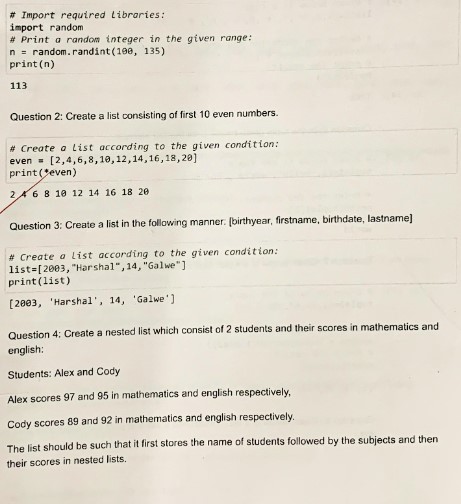 # Import required libraries:
import random
# Print a random integer in the given range:
n = random.randint(100, 135)
print(n)
113
Question 2: Create a list consisting of first 10 even numbers.
# Create a list according to the given condition:
even = [2,4,6,8,10,12,14,16,18,20]
print(*even)
2 4 6 8 10 12 14 16 18 20
Question 3: Create a list in the following manner: [birthyear, firstname, birthdate, lastname]
# Create a list according to the given condition:
list=[2003,"Harshal",14,"Galwe"]
print(list)
[2003, 'Harshal', 14, 'Galwe']
Question 4: Create a nested list which consist of 2 students and their scores in mathematics and
english:
Students: Alex and Cody
Alex scores 97 and 95 in mathematics and english respectively,
Cody scores 89 and 92 in mathematics and english respectively.
The list should be such that it first stores the name of students followed by the subjects and then
their scores in nested lists.